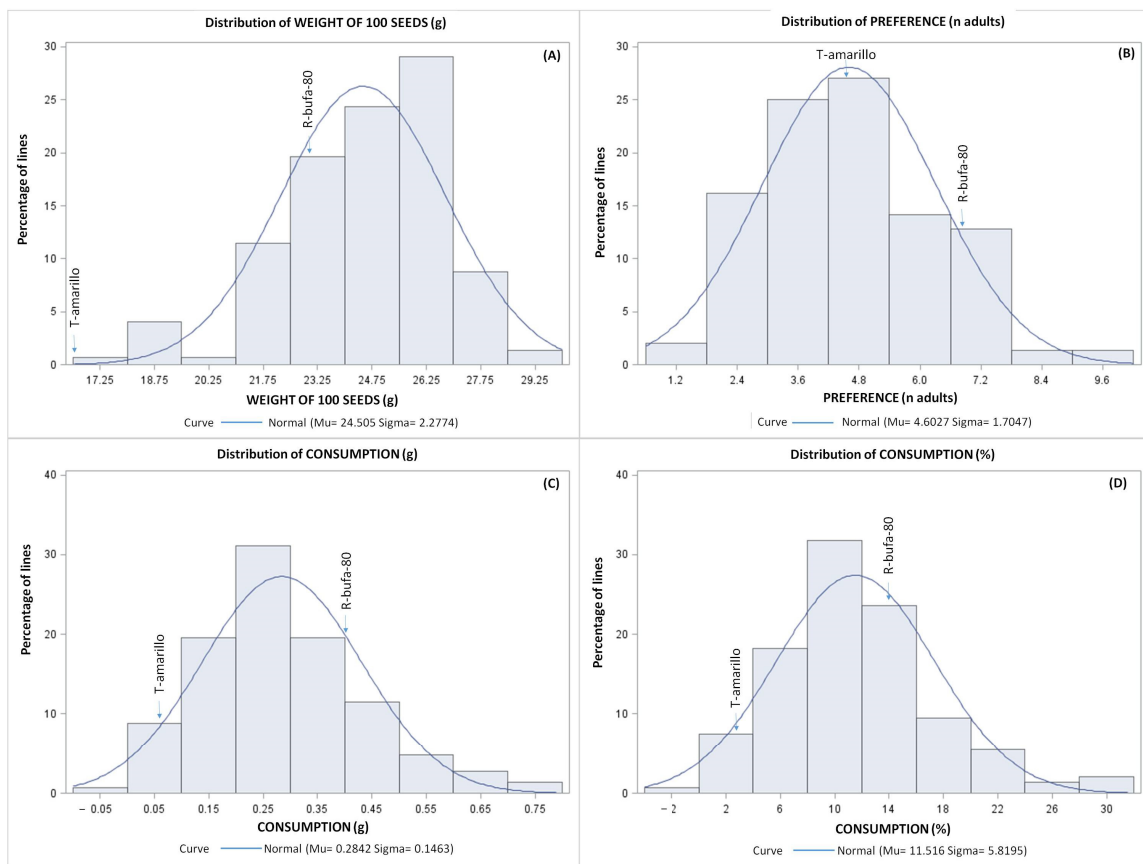 Distribution of WEIGHT OF 100 SEEDS (g)
(A)
Percentage of lines
30
25
20
15
10
5
0
T-amarillo
R-bufa-80
17.25 18.75 20.25 21.75 23.25 24.75 26.25 27.75 29.25
WEIGHT OF 100 SEEDS (g)
Curve Normal (Mu= 24.505 Sigma= 2.2774)
Distribution of PREFERENCE (n adults)
(B)
Percentage of lines
30
25
20
15
10
5
0
T-amarillo
R-bufa-80
1.2 2.4 3.6 4.8 6.0 7.2 8.4 9.6
PREFERENCE (n adults)
Curve Normal (Mu= 4.6027 Sigma= 1.7047)
Distribution of CONSUMPTION (g)
(C)
Percentage of lines
40
30
20
10
0
T-amarillo
R-bufa-80
– 0.05 0.05 0.15 0.25 0.35 0.45 0.55 0.65 0.75
CONSUMPTION (g)
Curve Normal (Mu= 0.2842 Sigma= 0.1463)
Distribution of CONSUMPTION (%)
(D)
Percentage of lines
40
30
20
10
0
T-amarillo
R-bufa-80
– 2 2 6 10 14 18 22 26 30
CONSUMPTION (%)
Curve Normal (Mu= 11.516 Sigma= 5.8195)